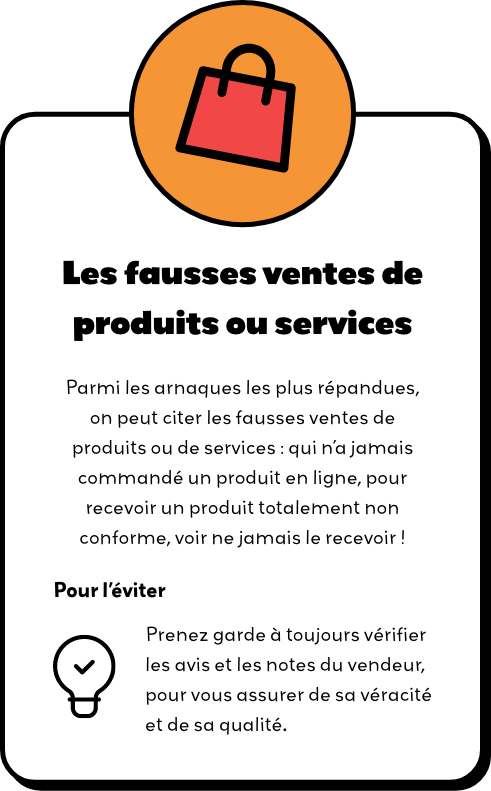 Les fausses ventes de
produits ou services
Parmi les arnaques les plus répandues,
on peut citer les fausses ventes de
produits ou de services : qui n’a jamais
commandé un produit en ligne, pour
recevoir un produit totalement non
conforme, voir ne jamais le recevoir !
Pour l’éviter
Prenez garde à toujours vérifier
les avis et les notes du vendeur,
pour vous assurer de sa véracité
et de sa qualité.